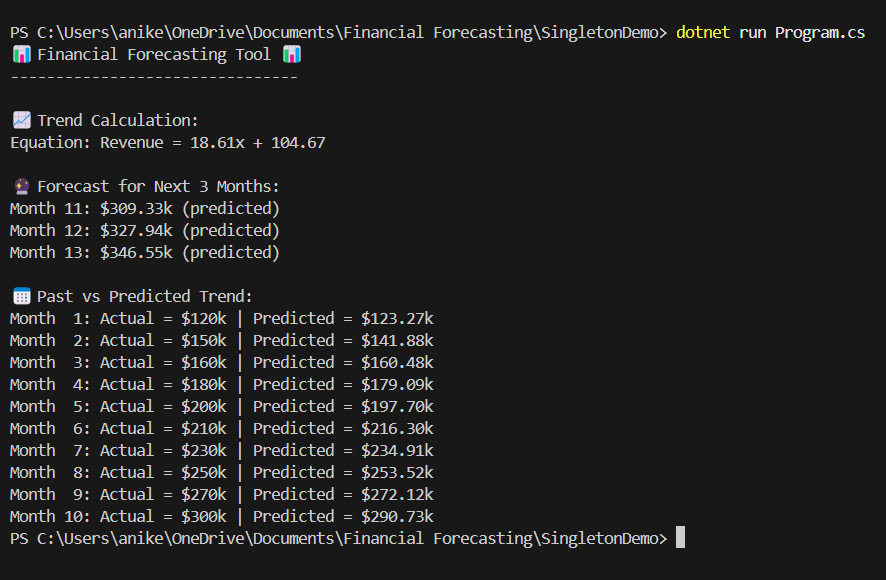 PS C:\Users\anike\OneDrive\Documents\Financial Forecasting\SingletonDemo> dotnet run Program.cs
📊 Financial Forecasting Tool 📊
--------------------------------
📈 Trend Calculation:
Equation: Revenue = 18.61x + 104.67
🔮 Forecast for Next 3 Months:
Month 11: $309.33k (predicted)
Month 12: $327.94k (predicted)
Month 13: $346.55k (predicted)
📅 Past vs Predicted Trend:
Month  1: Actual = $120k | Predicted = $123.27k
Month  2: Actual = $150k | Predicted = $141.88k
Month  3: Actual = $160k | Predicted = $160.48k
Month  4: Actual = $180k | Predicted = $179.09k
Month  5: Actual = $200k | Predicted = $197.70k
Month  6: Actual = $210k | Predicted = $216.30k
Month  7: Actual = $230k | Predicted = $234.91k
Month  8: Actual = $250k | Predicted = $253.52k
Month  9: Actual = $270k | Predicted = $272.12k
Month 10: Actual = $300k | Predicted = $290.73k
PS C:\Users\anike\OneDrive\Documents\Financial Forecasting\SingletonDemo>